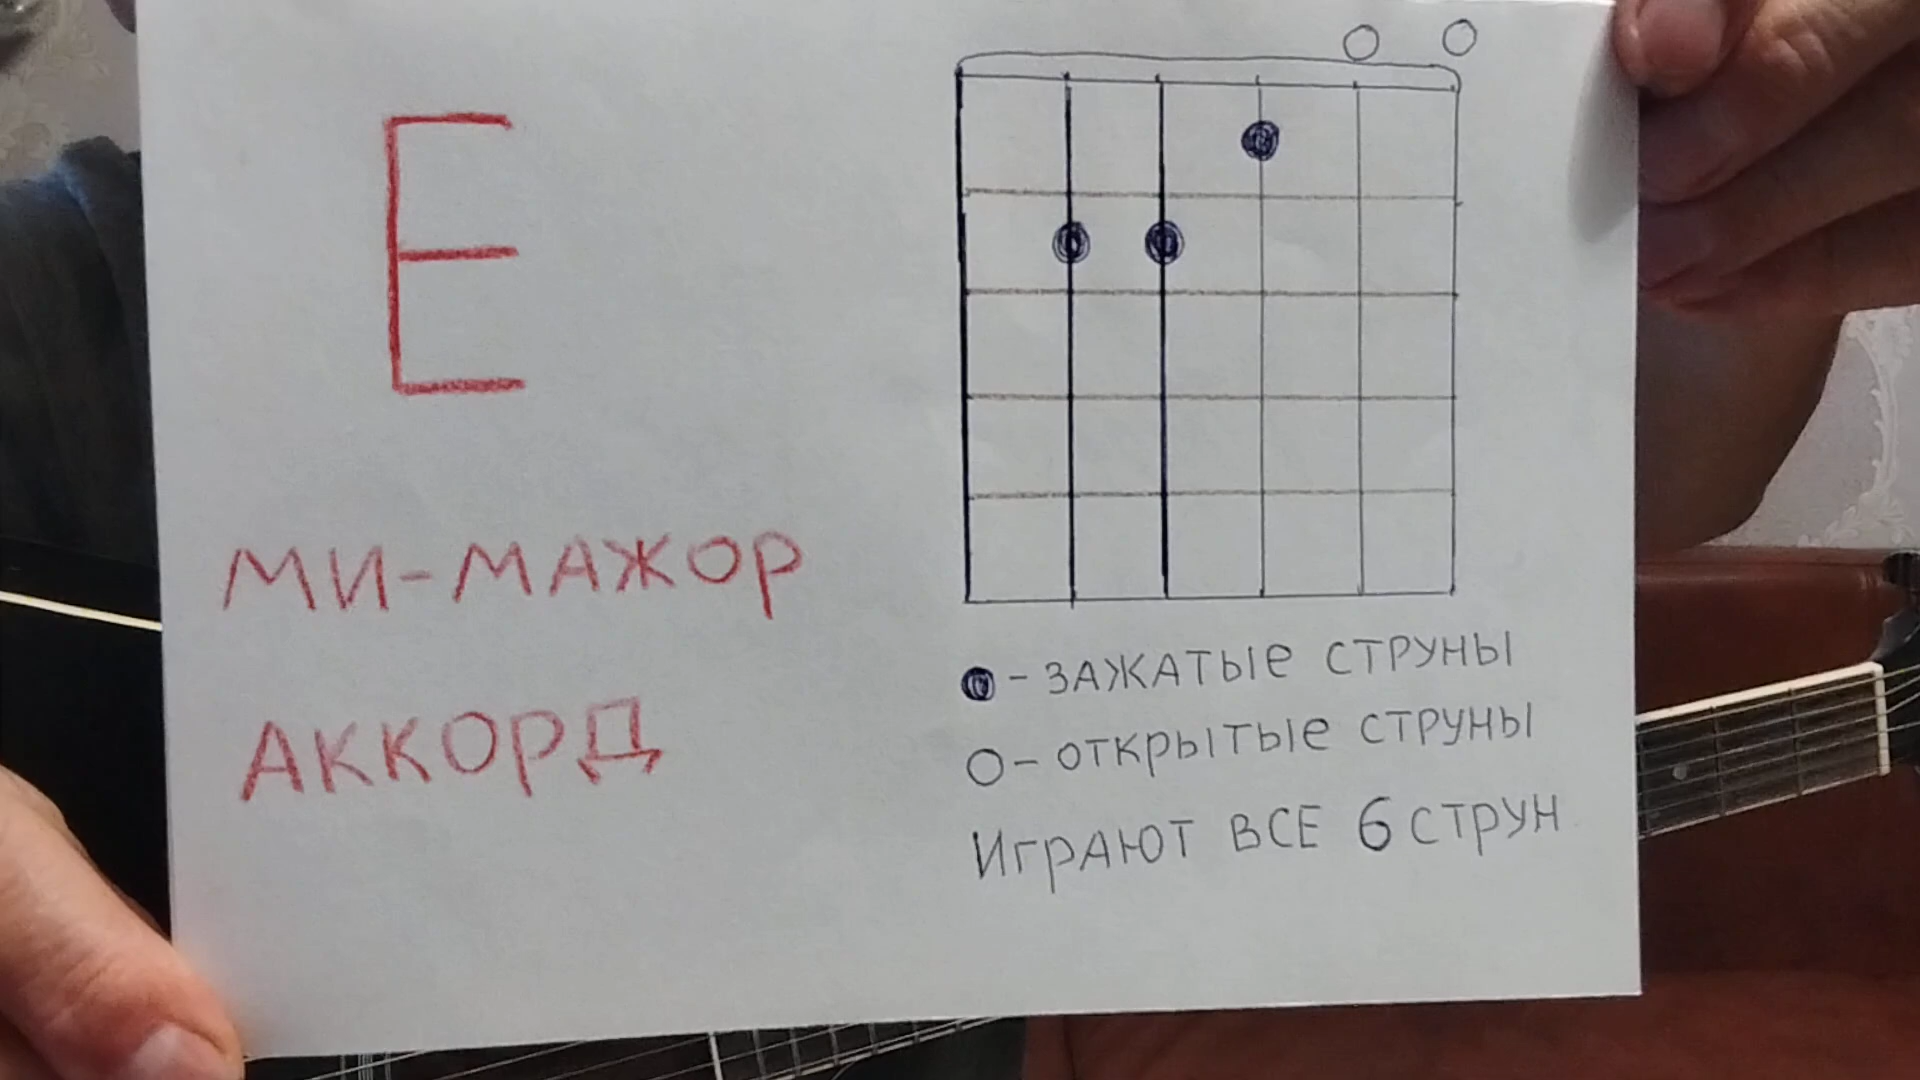 E
МИ-МАЖОР
АККОРД
- ЗАЖАТЫЕ СТРУНЫ
- ОТКРЫТЫЕ СТРУНЫ
ИГРАЮТ ВСЕ 6 СТРУН